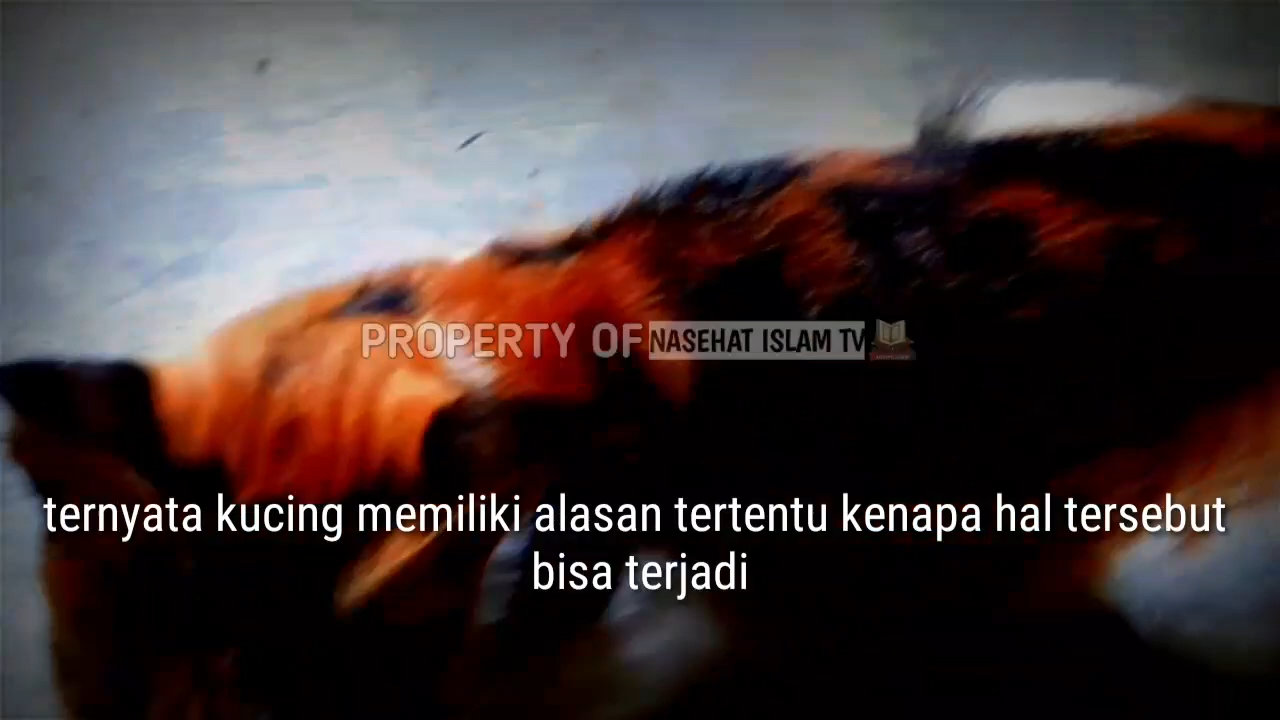 PROPERTY OF NASEHAT ISLAM TV
ternyata kucing memiliki alasan tertentu kenapa hal tersebut
bisa terjadi